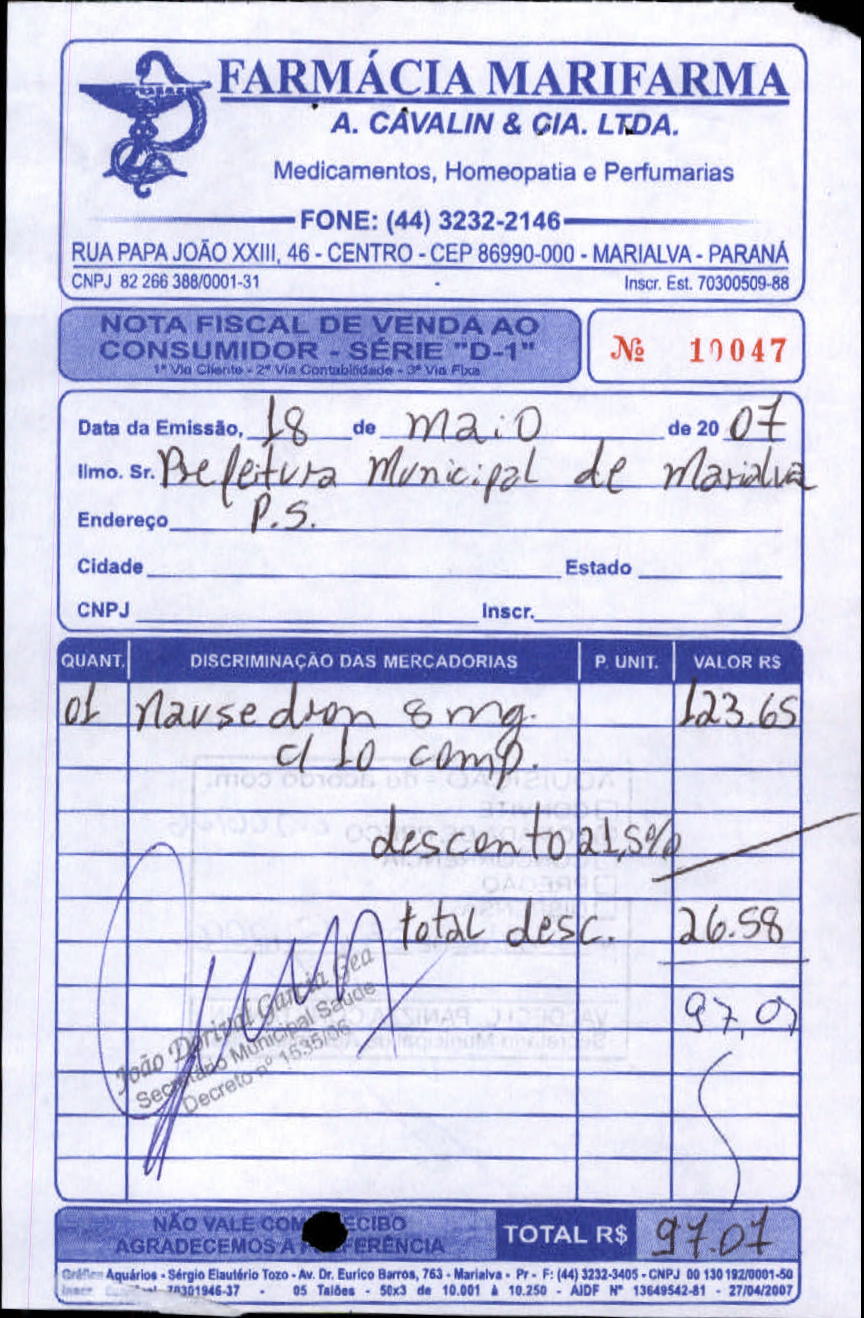 FARMÁCIA MARIFARMA
A. CAVALIN & CIA. LTDA.
Medicamentos, Homeopatia e Perfumarias
FONE: (44) 3232-2146
RUA PAPA JOÃO XXIII, 46 - CENTRO - CEP 86990-000 - MARIALVA - PARANÁ
CNPJ 82 266 388/0001-31 Inscr. Est. 70300509-88
NOTA FISCAL DE VENDA AO
CONSUMIDOR - SÉRIE "D-1"
1ª Via Cliente - 2ª Via Contabilidade - 3ª Via Fixa
Nº 10047
Data da Emissão, 18 de maio de 2007
Ilmo. Sr. Prefeitura Municipal de Marialva
Endereço P.S.
Cidade Estado
CNPJ Inscr.
QUANT. DISCRIMINAÇÃO DAS MERCADORIAS P. UNIT. VALOR R$
01 Nausedron 8 mg. 123.65
c/ 10 comp.
desconto 21,5%
total desc. 26.58
97,07
João Dorival Garcia Gea
Secretário Municipal Saúde
Decreto nº 1535/06
NÃO VALE COMO RECIBO
AGRADECEMOS A PREFERÊNCIA
TOTAL R$ 97.07
Gráfica Aquários - Sérgio Elautério Tozo - Av. Dr. Eurico Barros, 763 - Marialva - Pr - F: (44) 3232-3405 - CNPJ 00 130 192/0001-50
Inscr. 70301946-37 - 05 Talões - 50x3 de 10.001 à 10.250 - AIDF Nº 13649542-81 - 27/04/2007